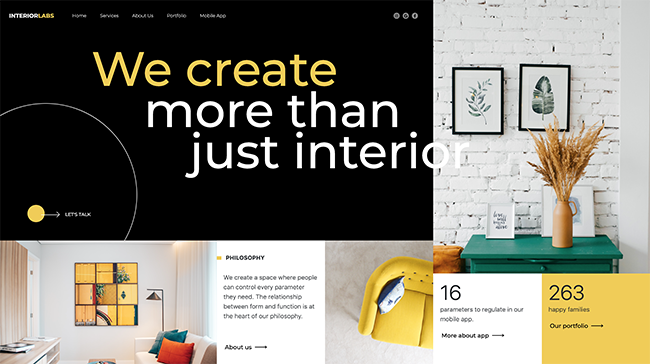 INTERIORLABS
Home Services About Us Portfolio Mobile App
We create
more than
just interior
LET'S TALK
PHILOSOPHY
We create a space where people
can control every parameter
they need. The relationship
between form and function is at
the heart of our philosophy.
About us
16
parameters to regulate in our
mobile app.
More about app
263
happy families
Our portfolio